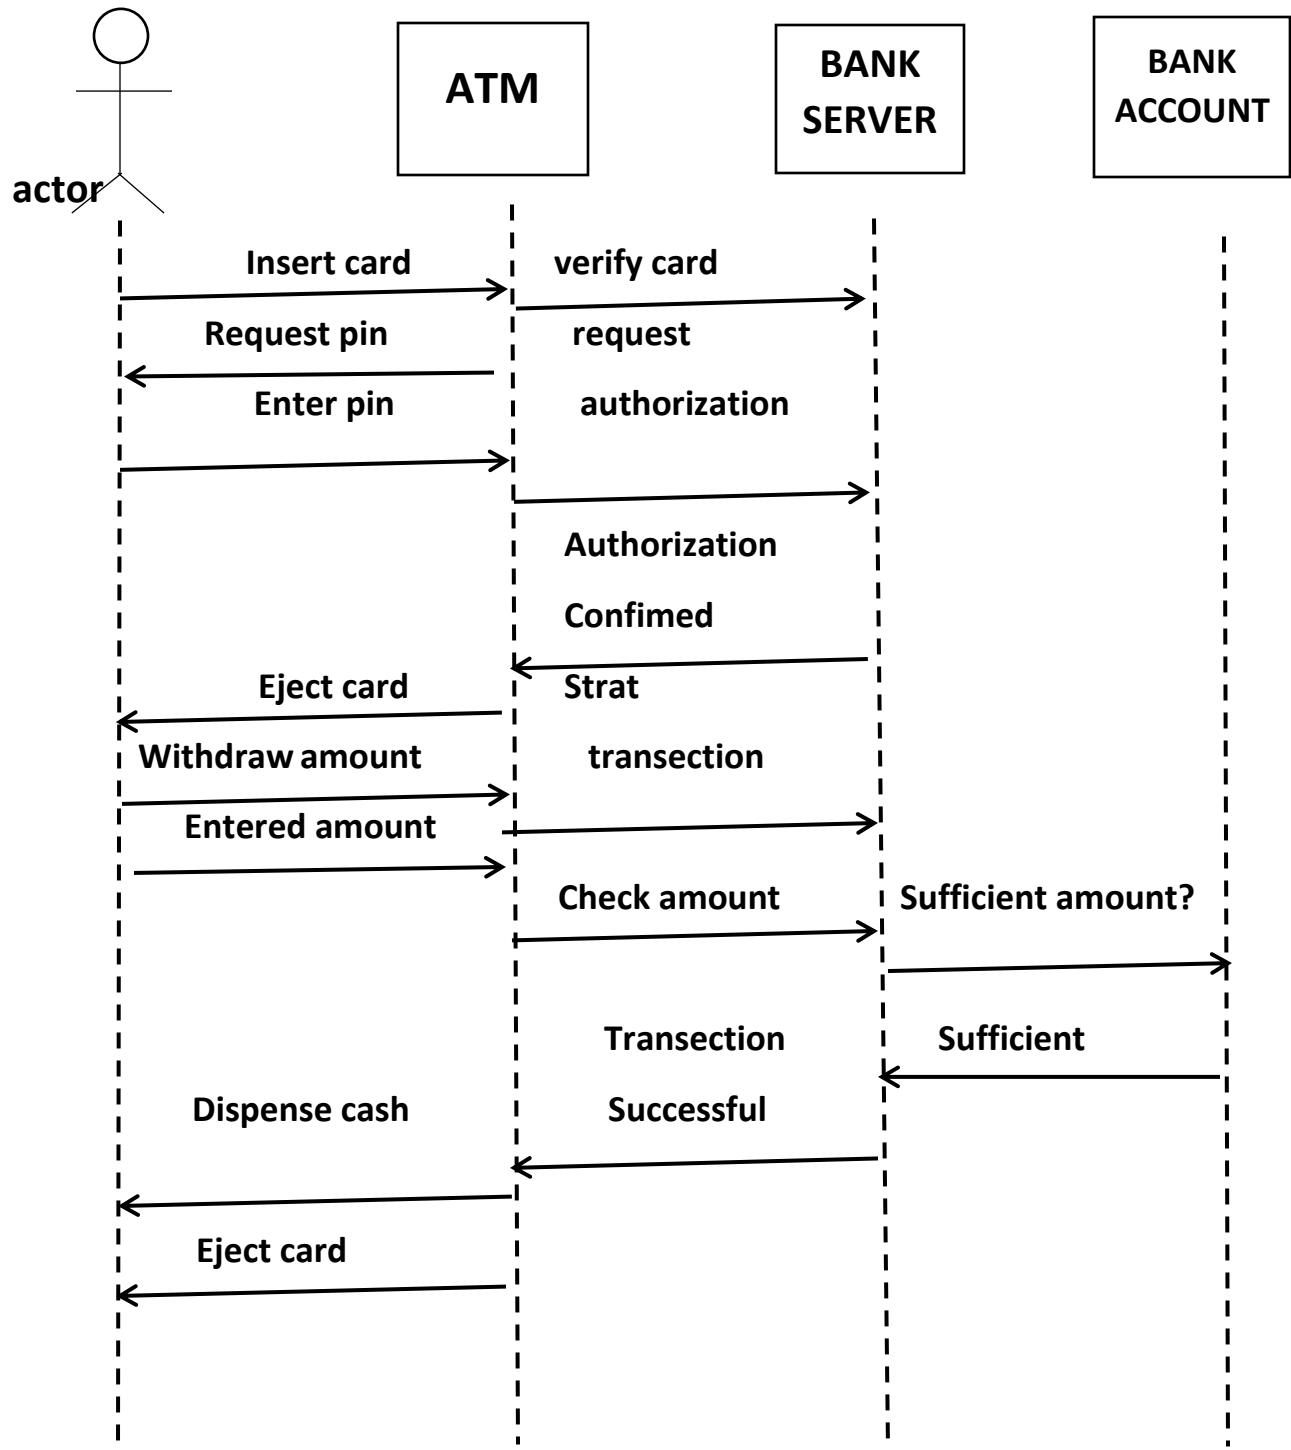 actor
ATM
BANK
SERVER
BANK
ACCOUNT
Insert card verify card
Request pin request
Enter pin authorization
Authorization
Confimed
Eject card Strat
Withdraw amount transection
Entered amount
Check amount Sufficient amount?
Transection Sufficient
Dispense cash Successful
Eject card